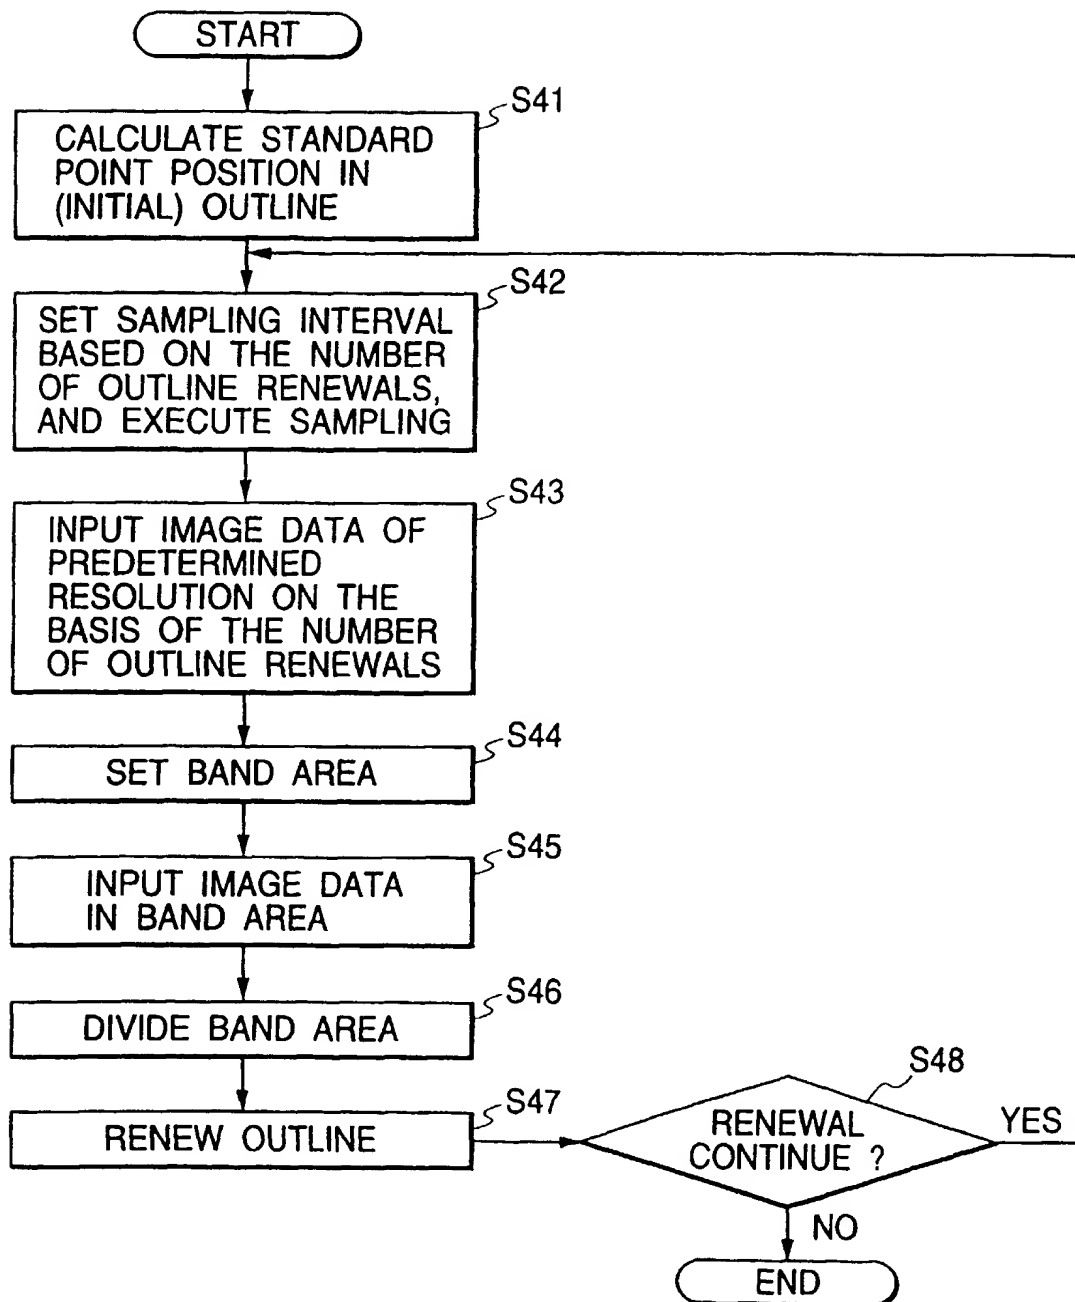 START
S41
CALCULATE STANDARD
POINT POSITION IN
(INITIAL) OUTLINE
S42
SET SAMPLING INTERVAL
BASED ON THE NUMBER
OF OUTLINE RENEWALS,
AND EXECUTE SAMPLING
S43
INPUT IMAGE DATA OF
PREDETERMINED
RESOLUTION ON THE
BASIS OF THE NUMBER
OF OUTLINE RENEWALS
S44
SET BAND AREA
S45
INPUT IMAGE DATA
IN BAND AREA
S46
DIVIDE BAND AREA
S47
RENEW OUTLINE
S48
RENEWAL
CONTINUE ?
YES
NO
END